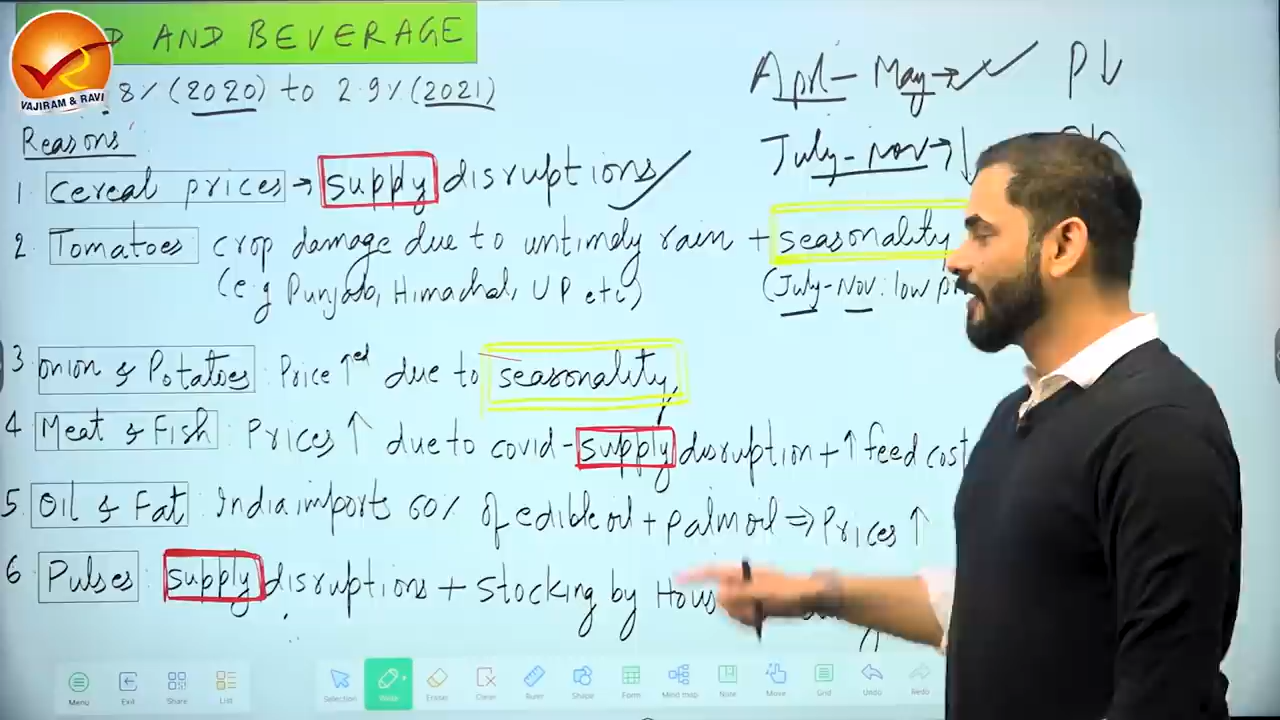 D AND BEVERAGE
VAJIRAM & RAVI
8% (2020) to 2.9% (2021)
April - May → P↓
July - Nov → ↓
Reasons:
1. cereal prices → supply disruptions
2. Tomatoes crop damage due to untimely rain + seasonality
(e.g Punjab, Himachal, UP etc) (July-Nov: low
3 onion & Potatoes: Price ↑ed due to seasonality,
4 Meat & Fish: Prices ↑ due to covid-supply disruption + ↑ feed cost
5. Oil & Fat: India imports 60% of edible oil + palm oil ⇒ Prices ↑
6 Pulses: supply disruptions + stocking by
Menu Exit Share List Selection Write Eraser Clean Ruler Shape Form Mind map Note Move Grid Undo Redo